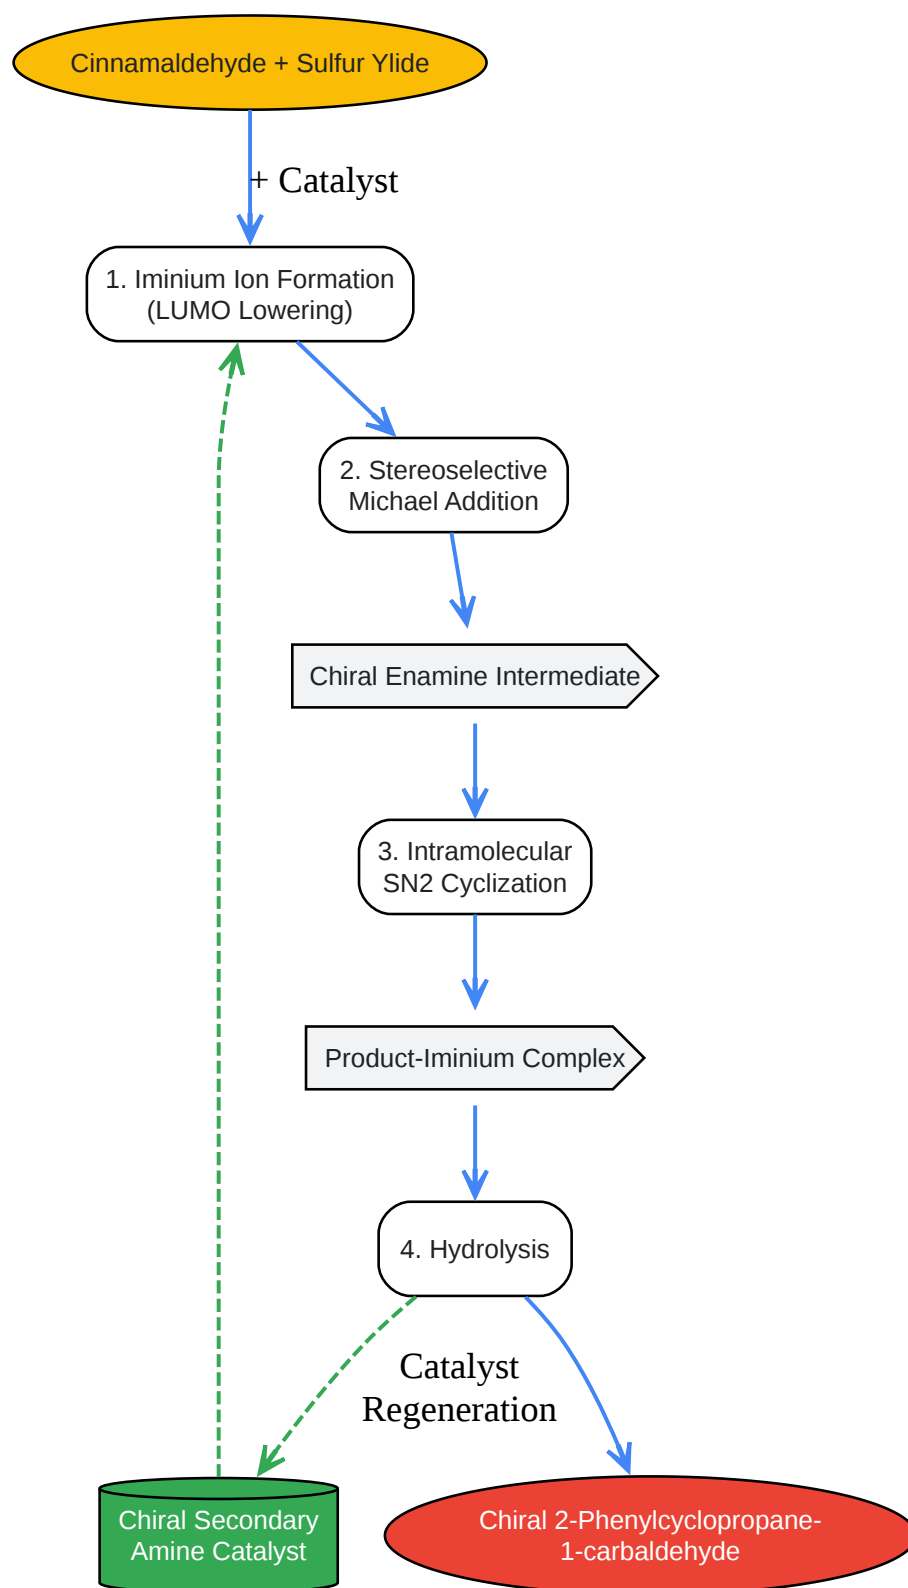 Cinnamaldehyde + Sulfur Ylide
+ Catalyst
1. Iminium Ion Formation
(LUMO Lowering)
2. Stereoselective
Michael Addition
Chiral Enamine Intermediate
3. Intramolecular
SN2 Cyclization
Product-Iminium Complex
4. Hydrolysis
Catalyst
Regeneration
Chiral Secondary
Amine Catalyst
Chiral 2-Phenylcyclopropane-
1-carbaldehyde